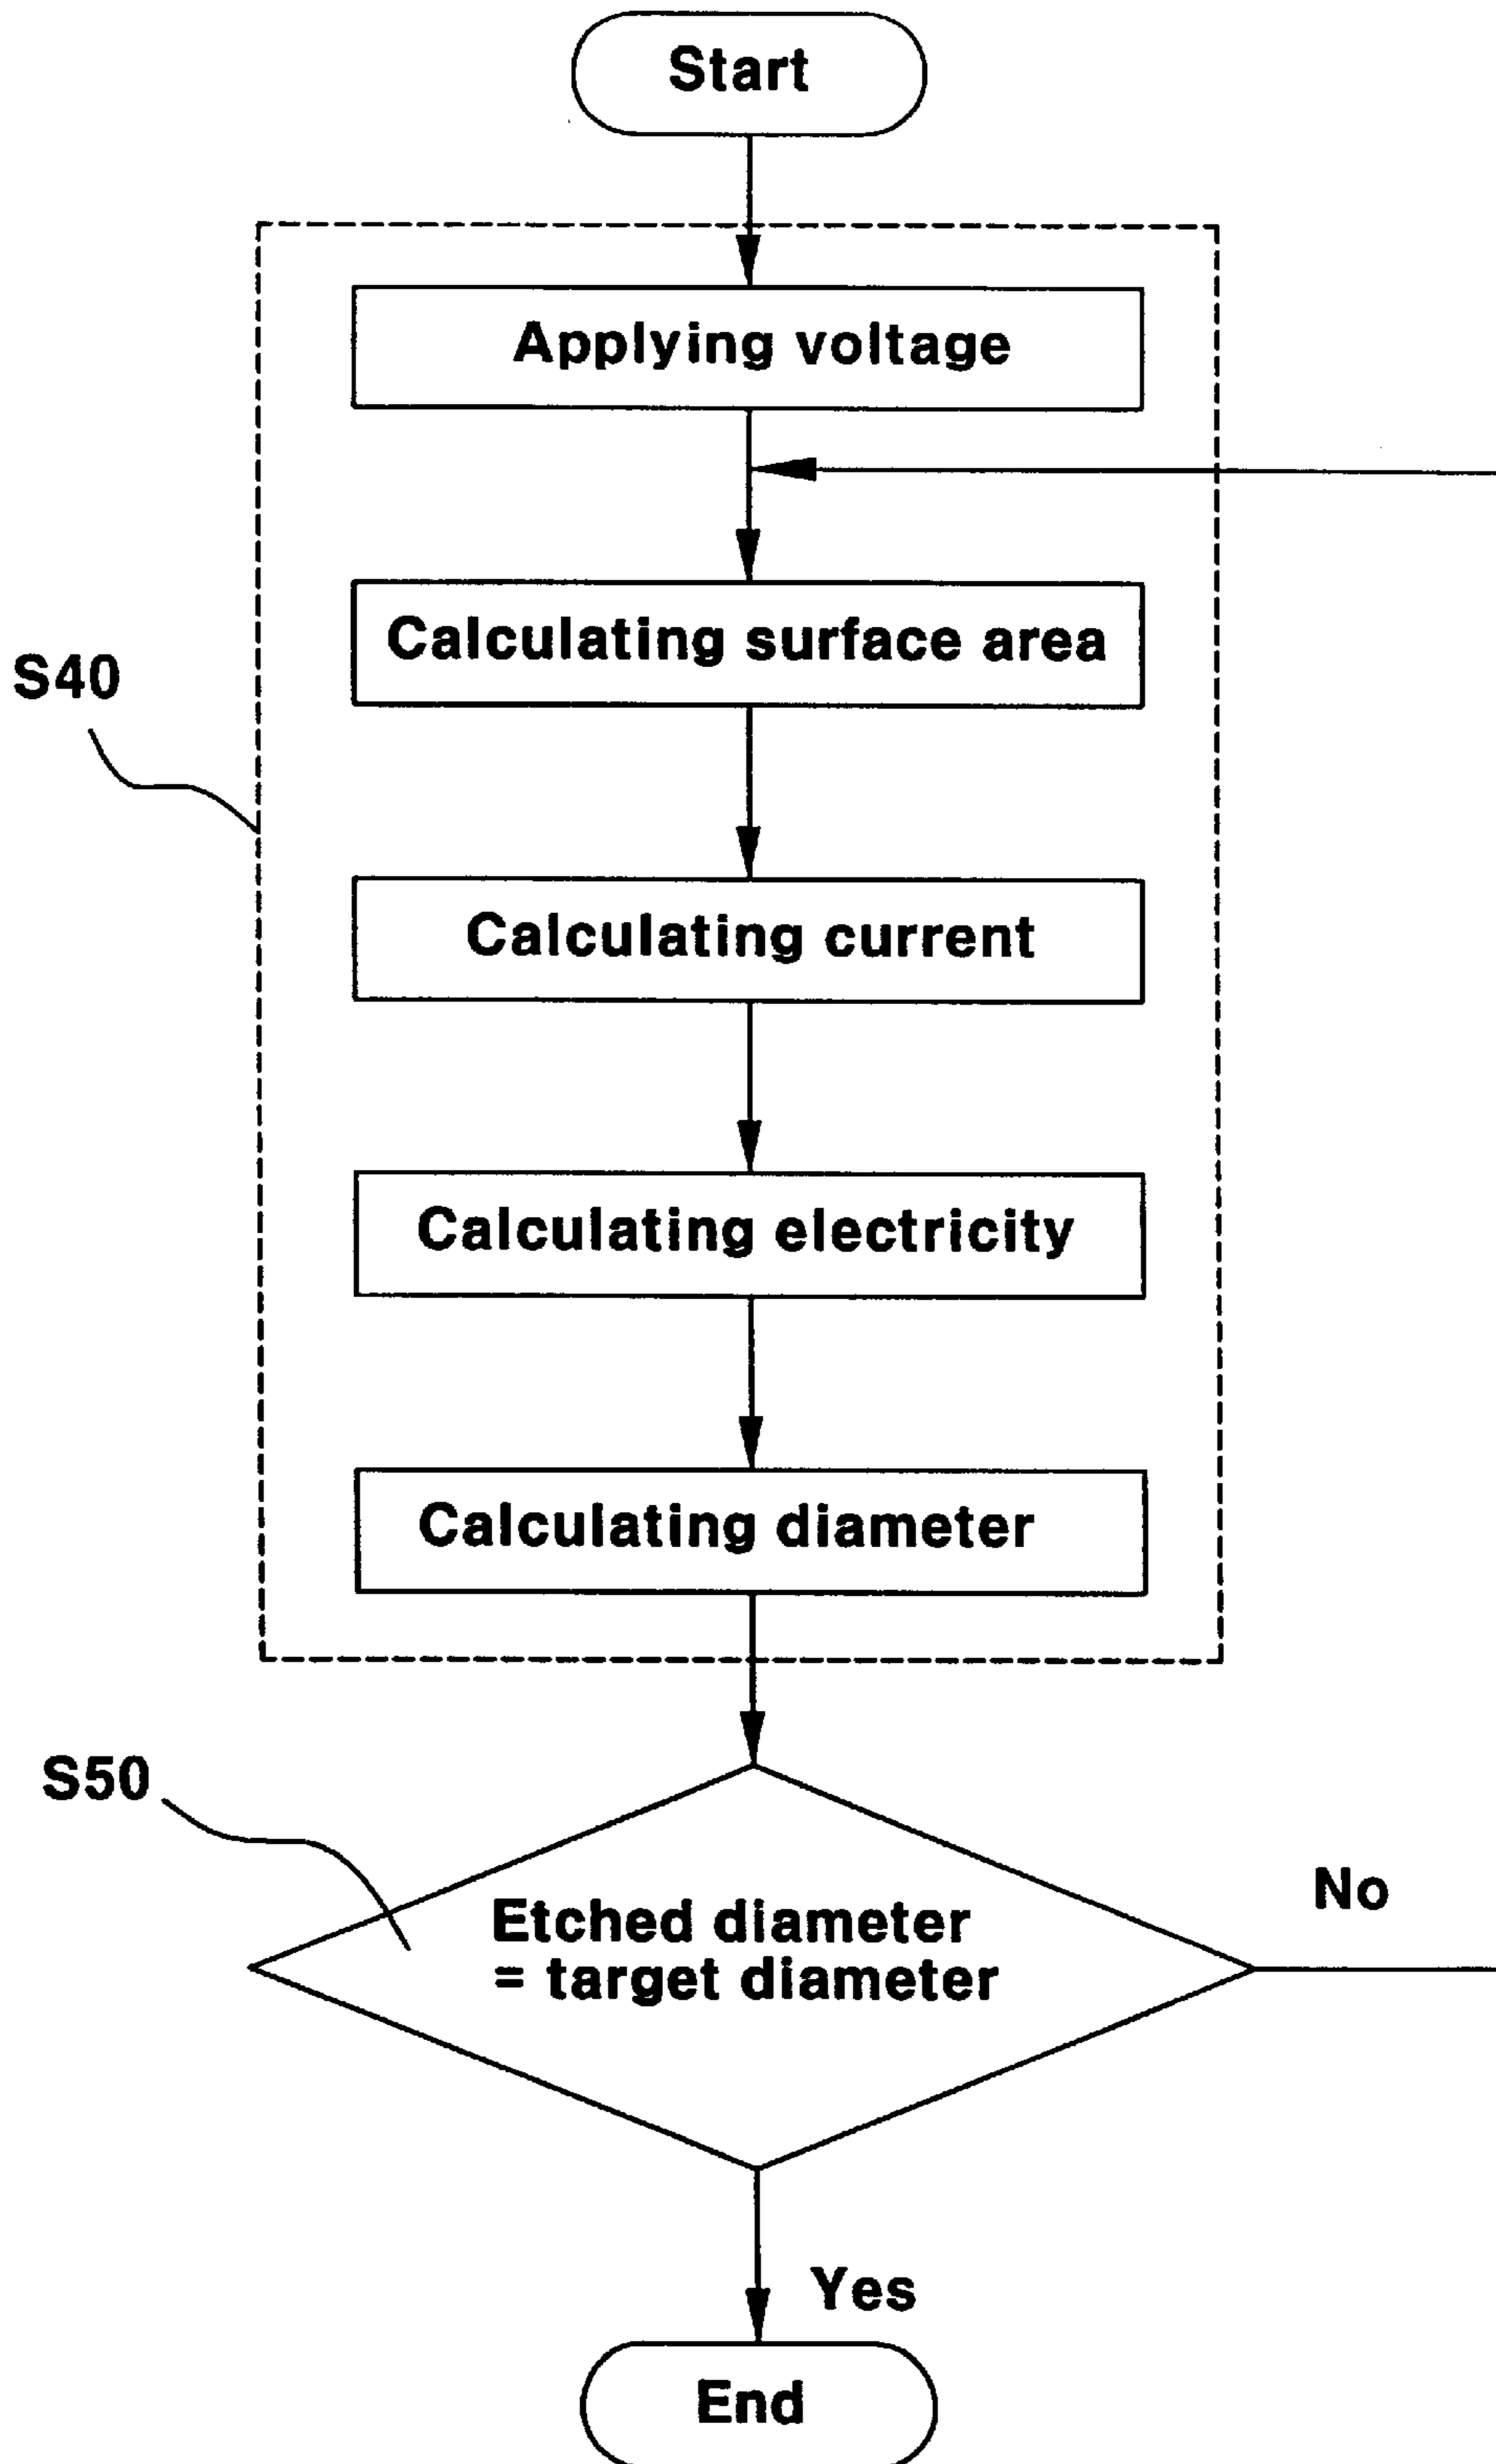 Start
Applying voltage
Calculating surface area
S40
Calculating current
Calculating electricity
Calculating diameter
S50
Etched diameter
= target diameter
No
Yes
End